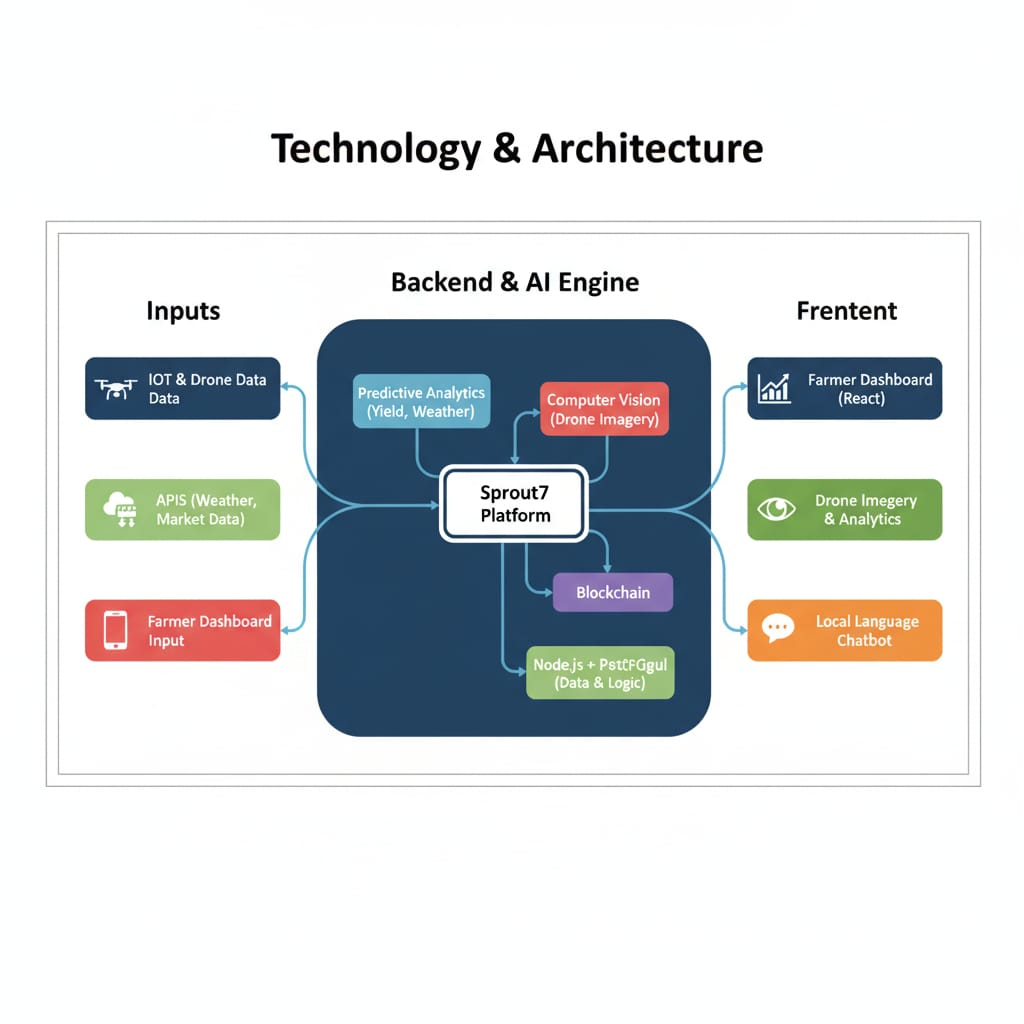 Technology & Architecture
Backend & AI Engine
Inputs
Frentent
IOT & Drone Data
Data
APIS (Weather,
Market Data)
Farmer Dashboard
Input
Predictive Analytics
(Yield, Weather)
Computer Vision
(Drone Imagery)
Sprout7
Platform
Blockchain
Node.js +
(Data & Logic)
Farmer Dashboard
(React)
Drone Imegery
& Analytics
Local Language
Chatbot